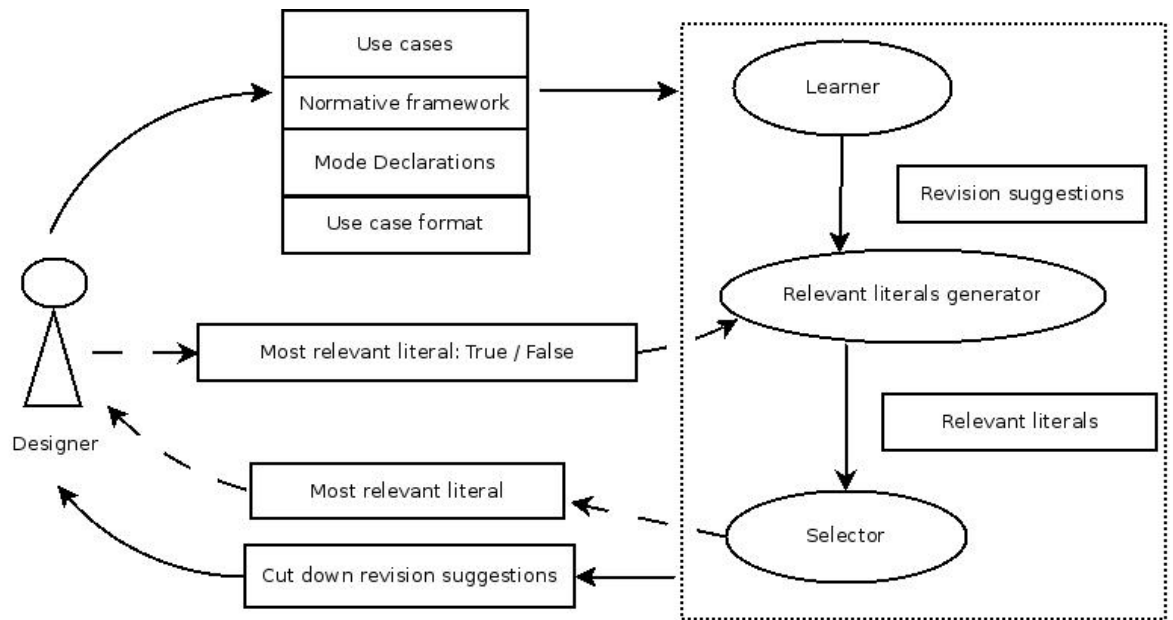 Use cases
Normative framework
Mode Declarations
Use case format
Learner
Revision suggestions
Relevant literals generator
Most relevant literal: True / False
Relevant literals
Designer
Most relevant literal
Selector
Cut down revision suggestions